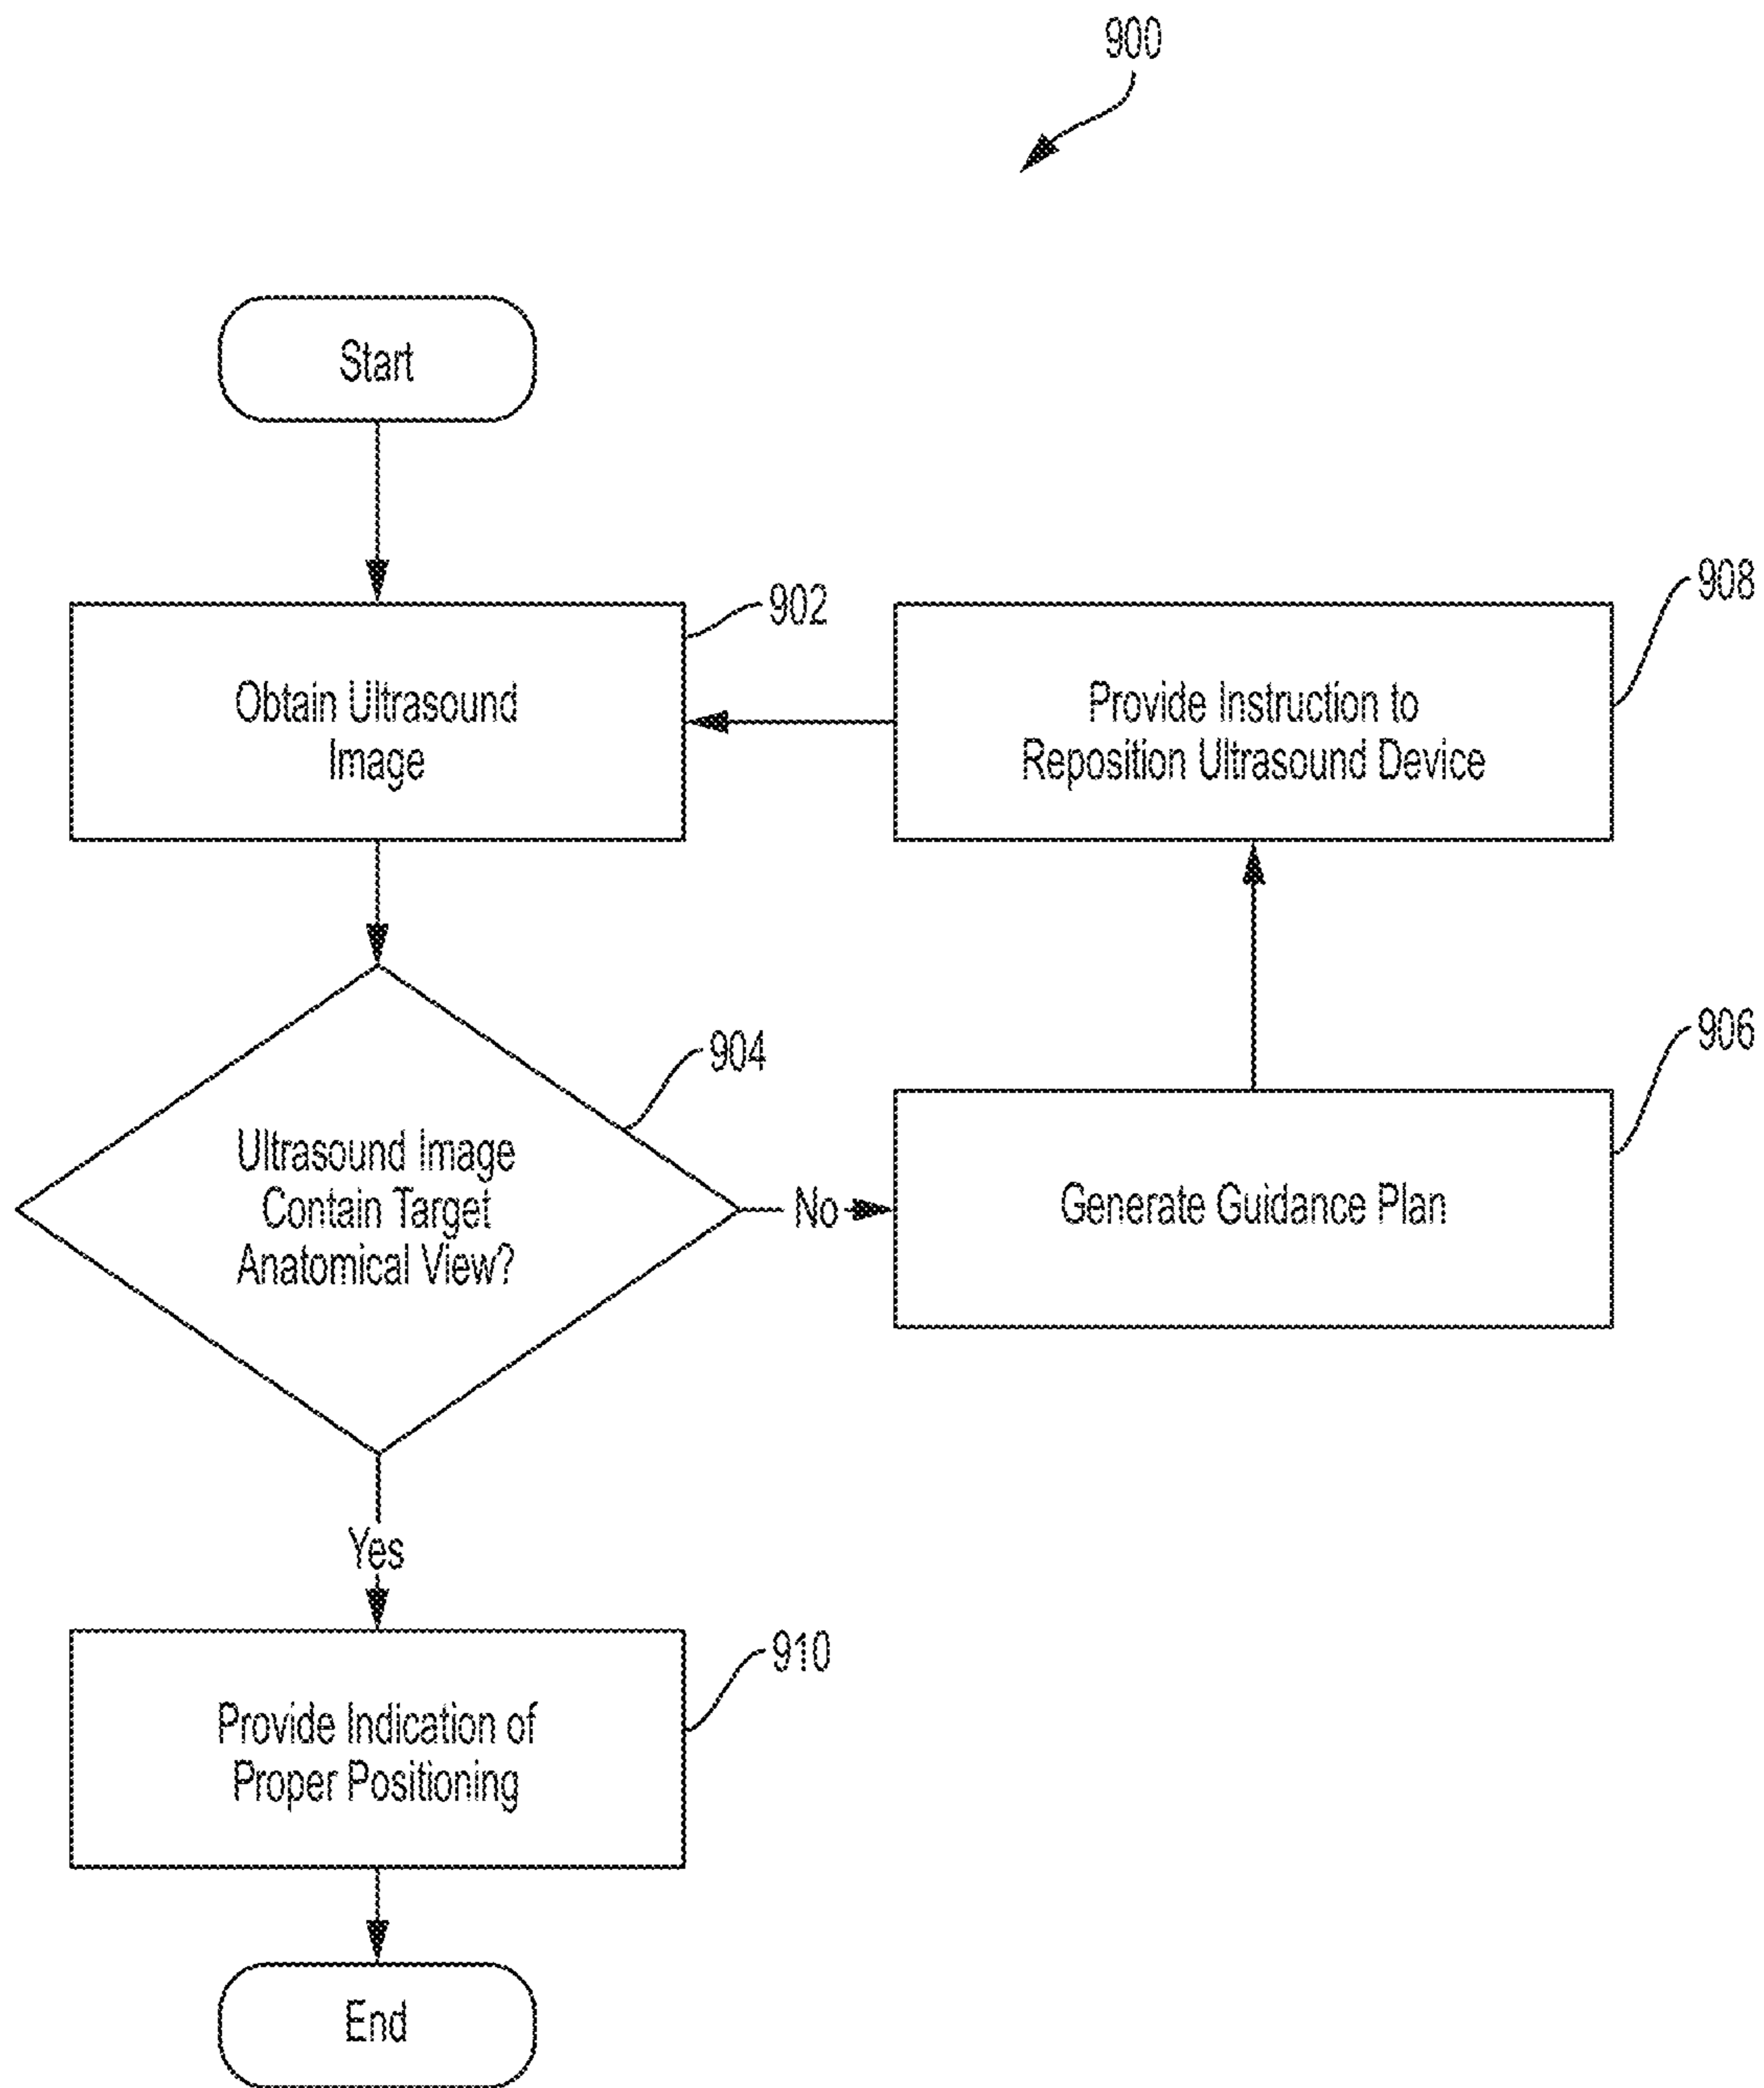 900
Start
902
Obtain Ultrasound
Image
908
Provide Instruction to
Reposition Ultrasound Device
904
Ultrasound Image
Contain Target
Anatomical View?
No
906
Generate Guidance Plan
Yes
910
Provide Indication of
Proper Positioning
End